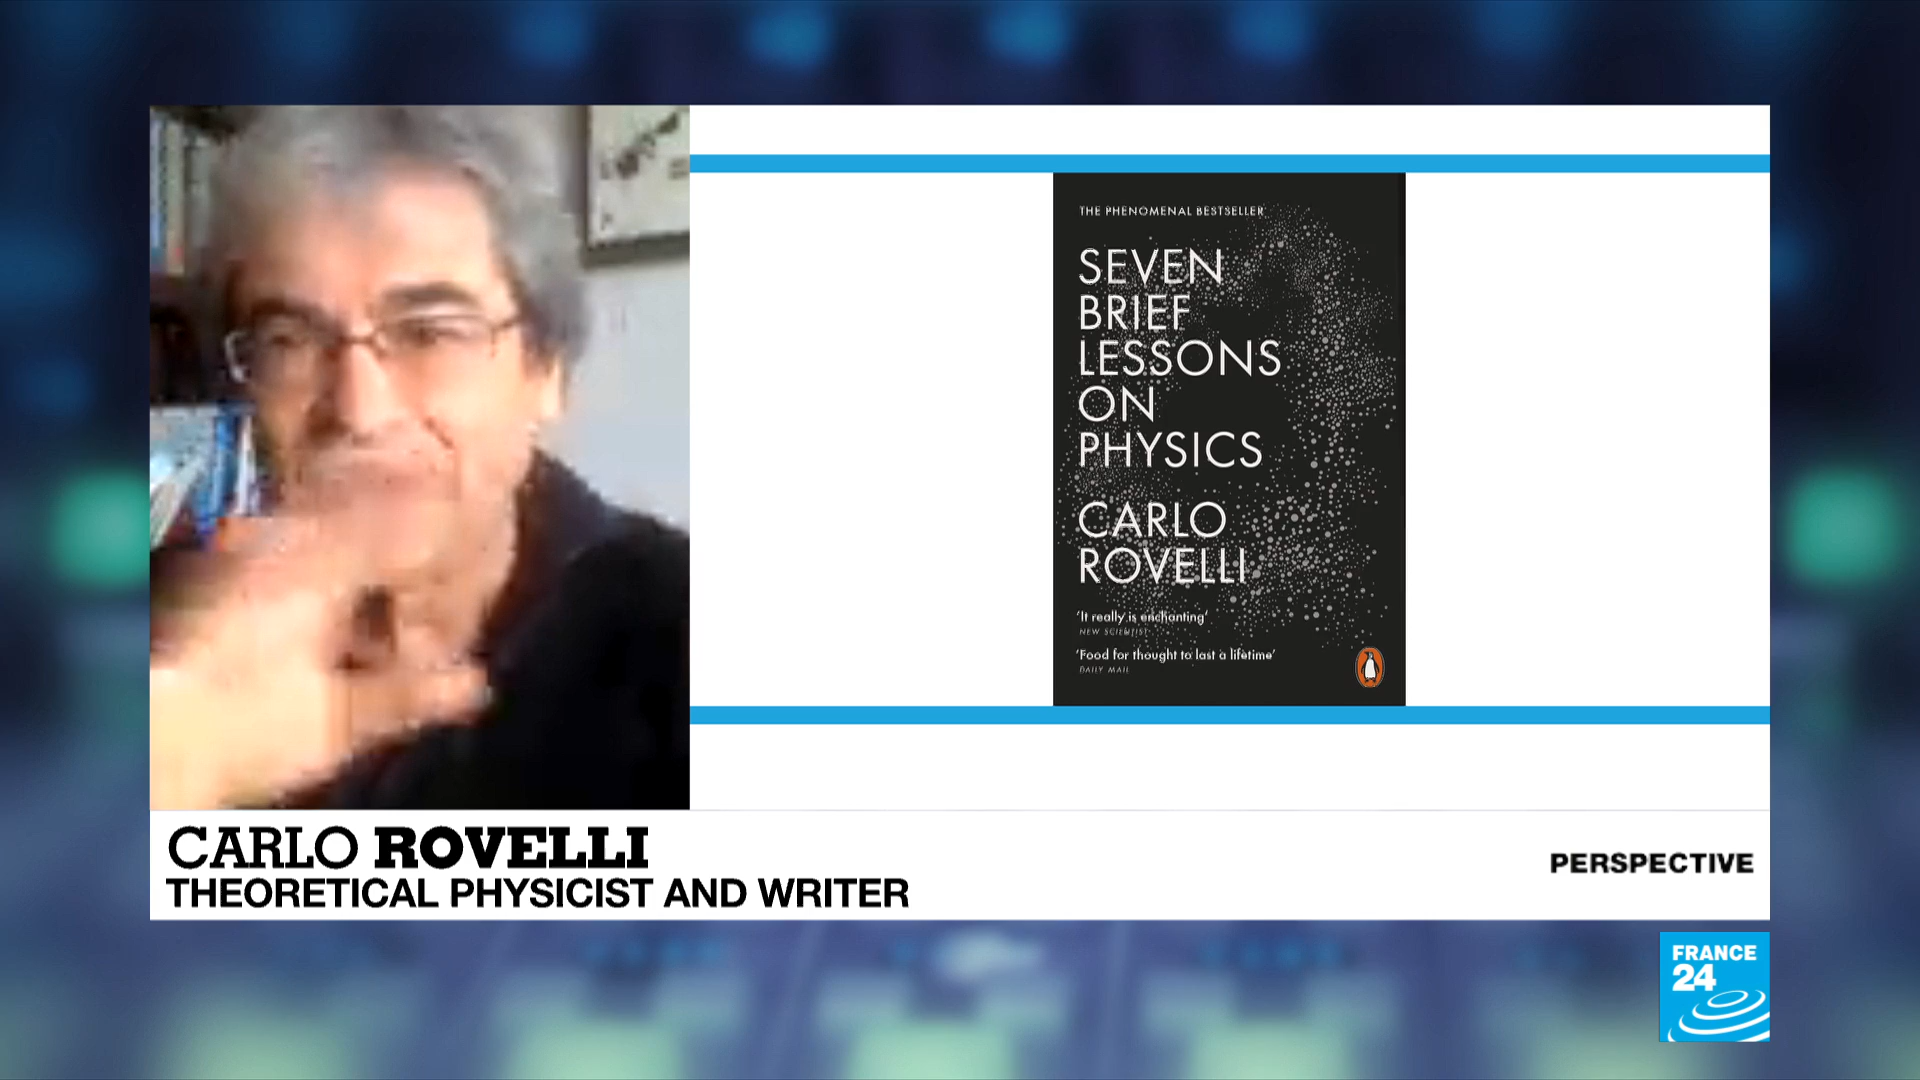 THE PHENOMENAL BESTSELLER
SEVEN
BRIEF
LESSONS
ON
PHYSICS
CARLO
ROVELLI
'It really is enchanting'
NEW SCIENTIST
'Food for thought to last a lifetime'
DAILY MAIL
CARLO ROVELLI
THEORETICAL PHYSICIST AND WRITER
PERSPECTIVE
FRANCE
24